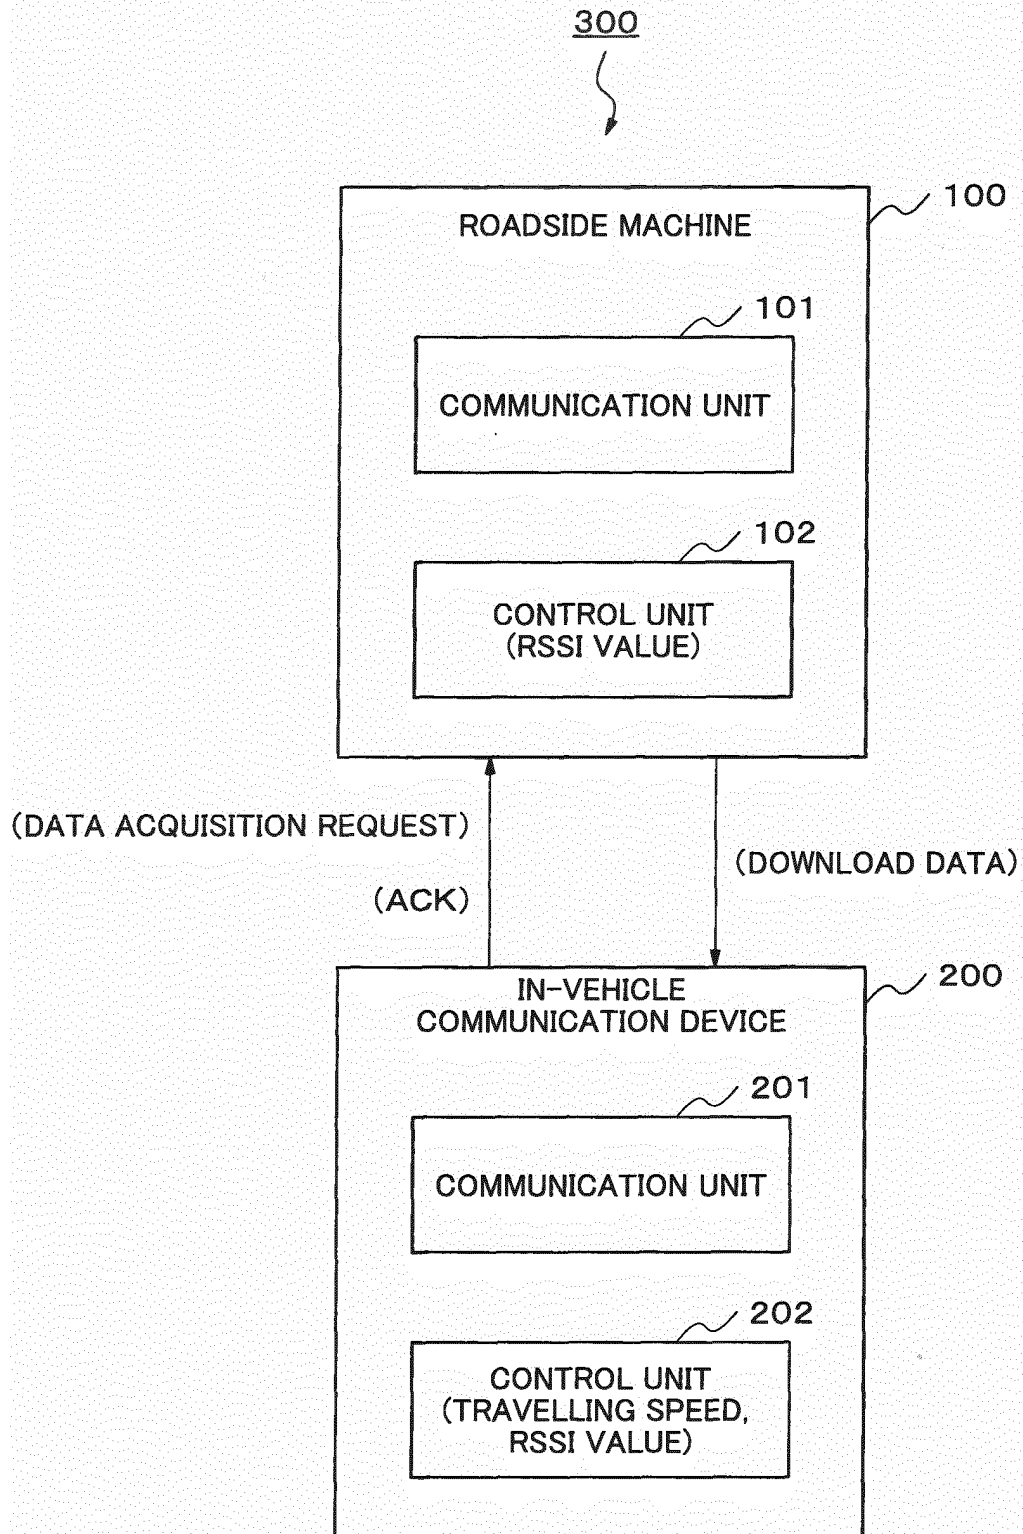 300
100
ROADSIDE MACHINE
101
COMMUNICATION UNIT
102
CONTROL UNIT
(RSSI VALUE)
(DATA ACQUISITION REQUEST)
(DOWNLOAD DATA)
(ACK)
200
IN-VEHICLE
COMMUNICATION DEVICE
201
COMMUNICATION UNIT
202
CONTROL UNIT
(TRAVELLING SPEED,
RSSI VALUE)